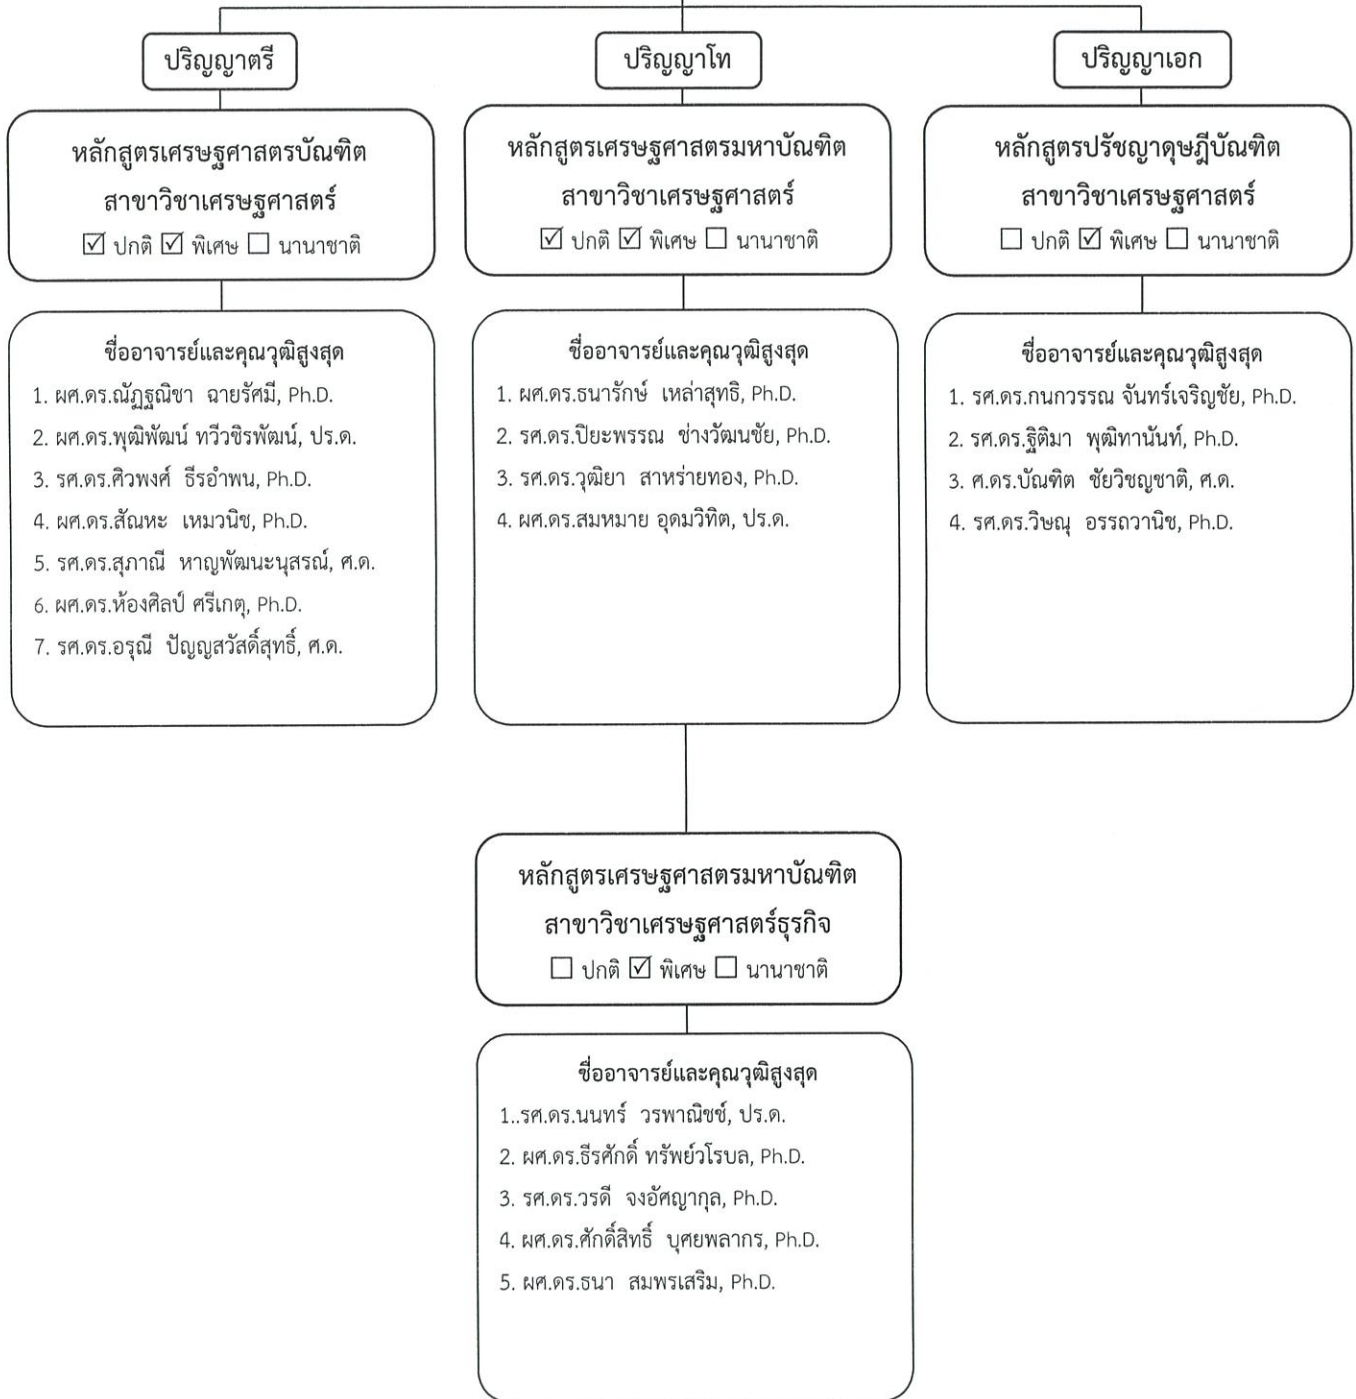 ปริญญาตรี
หลักสูตรเศรษฐศาสตรบัณฑิต
สาขาวิชาเศรษฐศาสตร์
☑ ปกติ ☑ พิเศษ ☐ นานาชาติ
ชื่ออาจารย์และคุณวุฒิสูงสุด
1. ผศ.ดร.ณัฏฐณิชา ฉายรัศมี, Ph.D.
2. ผศ.ดร.พุฒิพัฒน์ ทวีวชิรพัฒน์, ปร.ด.
3. รศ.ดร.ศิวพงศ์ ธีรอำพน, Ph.D.
4. ผศ.ดร.สัณหะ เหมวนิช, Ph.D.
5. รศ.ดร.สุภาณี หาญพัฒนะนุสรณ์, ศ.ด.
6. ผศ.ดร.ห้องศิลป์ ศรีเกตุ, Ph.D.
7. รศ.ดร.อรุณี ปัญญสวัสดิ์สุทธิ์, ศ.ด.
ปริญญาโท
หลักสูตรเศรษฐศาสตรมหาบัณฑิต
สาขาวิชาเศรษฐศาสตร์
☑ ปกติ ☑ พิเศษ ☐ นานาชาติ
ชื่ออาจารย์และคุณวุฒิสูงสุด
1. ผศ.ดร.ธนารักษ์ เหล่าสุทธิ, Ph.D.
2. รศ.ดร.ปิยะพรรณ ช่างวัฒนชัย, Ph.D.
3. รศ.ดร.วุฒิยา สาหร่ายทอง, Ph.D.
4. ผศ.ดร.สมหมาย อุดมวิทิต, ปร.ด.
หลักสูตรเศรษฐศาสตรมหาบัณฑิต
สาขาวิชาเศรษฐศาสตร์ธุรกิจ
☐ ปกติ ☑ พิเศษ ☐ นานาชาติ
ชื่ออาจารย์และคุณวุฒิสูงสุด
1..รศ.ดร.นนทร์ วรพาณิชช์, ปร.ด.
2. ผศ.ดร.ธีรศักดิ์ ทรัพย์วโรบล, Ph.D.
3. รศ.ดร.วรดี จงอัศญากุล, Ph.D.
4. ผศ.ดร.ศักดิ์สิทธิ์ บุศยพลากร, Ph.D.
5. ผศ.ดร.ธนา สมพรเสริม, Ph.D.
ปริญญาเอก
หลักสูตรปรัชญาดุษฎีบัณฑิต
สาขาวิชาเศรษฐศาสตร์
☐ ปกติ ☑ พิเศษ ☐ นานาชาติ
ชื่ออาจารย์และคุณวุฒิสูงสุด
1. รศ.ดร.กนกวรรณ จันทร์เจริญชัย, Ph.D.
2. รศ.ดร.ฐิติมา พุฒิทานันท์, Ph.D.
3. ศ.ดร.บัณฑิต ชัยวิชญชาติ, ศ.ด.
4. รศ.ดร.วิษณุ อรรถวานิช, Ph.D.